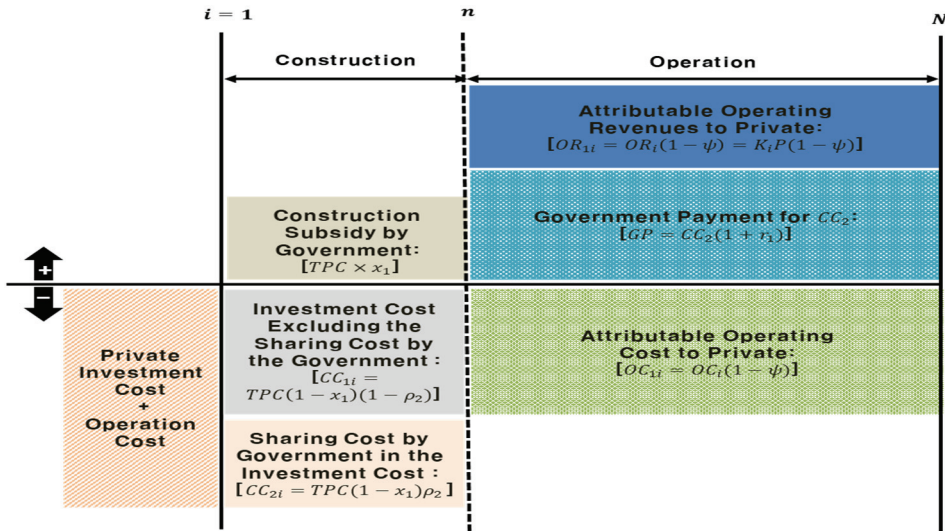 i = 1
n
N
Construction
Operation
Attributable Operating
Revenues to Private:
[OR₁ᵢ = ORᵢ(1 − ψ) = KᵢP(1 − ψ)]
Construction
Subsidy by
Government:
[TPC × x₁]
Government Payment for CC₂:
[GP = CC₂(1 + r₁)]
+
−
Private
Investment
Cost
+
Operation
Cost
Investment Cost
Excluding the
Sharing Cost by
the Government :
[CC₁ᵢ =
TPC(1 − x₁)(1 − ρ₂)]
Attributable Operating
Cost to Private:
[OC₁ᵢ = OCᵢ(1 − ψ)]
Sharing Cost by
Government in the
Investment Cost :
[CC₂ᵢ = TPC(1 − x₁)ρ₂]